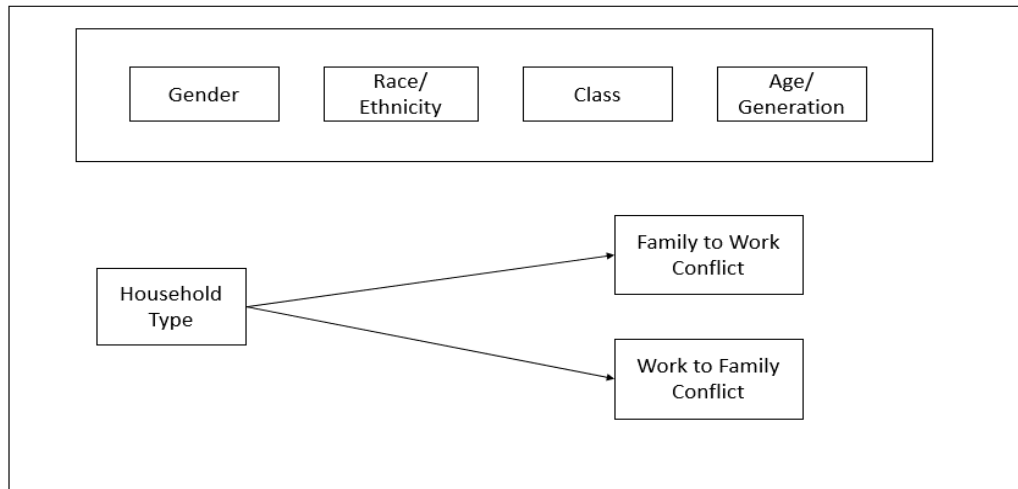 Gender
Race/
Ethnicity
Class
Age/
Generation
Household
Type
Family to Work
Conflict
Work to Family
Conflict